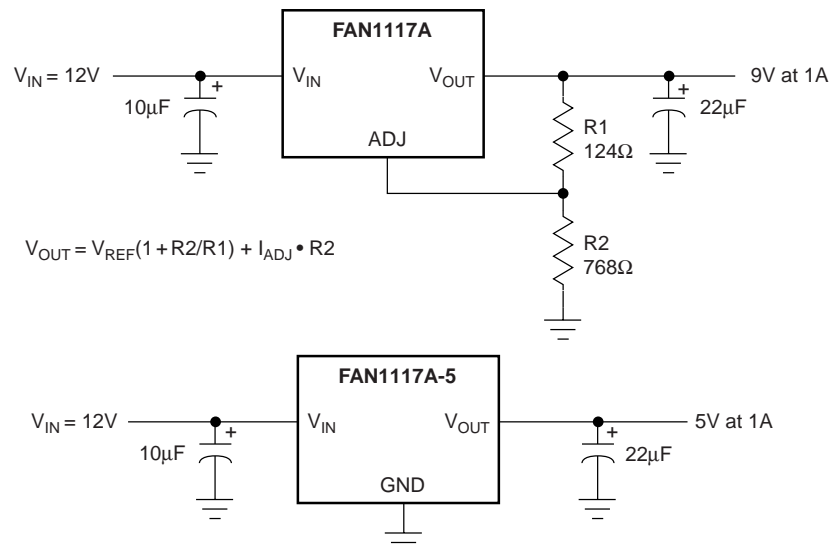 FAN1117A
V_IN = 12V
V_IN
V_OUT
9V at 1A
10μF
+
ADJ
R1
124Ω
+
22μF
V_OUT = V_REF(1 + R2/R1) + I_ADJ • R2
R2
768Ω
FAN1117A-5
V_IN = 12V
V_IN
V_OUT
5V at 1A
10μF
+
GND
+
22μF